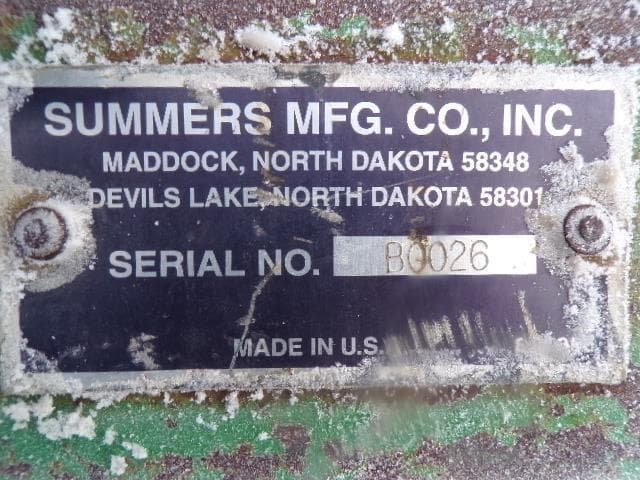 SUMMERS MFG. CO., INC.
MADDOCK, NORTH DAKOTA 58348
DEVILS LAKE, NORTH DAKOTA 58301
SERIAL NO. B0026
MADE IN U.S.